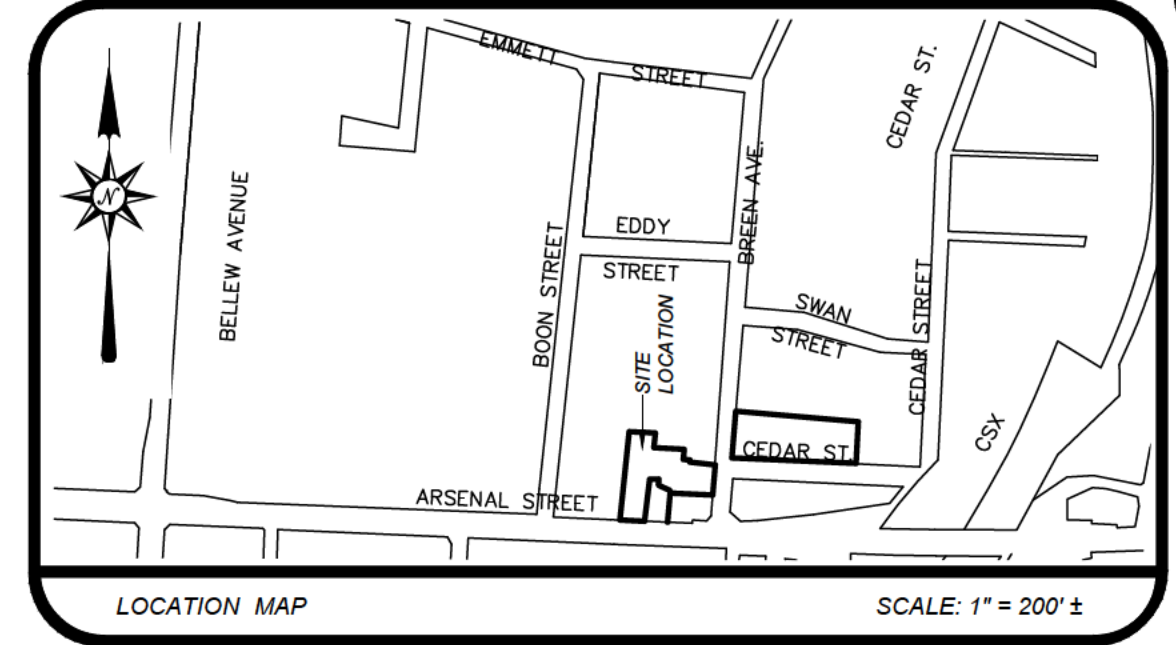 EMMETT
STREET
CEDAR ST.
N
BELLEW AVENUE
BREEN AVE.
EDDY
STREET
BOON STREET
SITE
LOCATION
SWAN
STREET
CEDAR STREET
CSX
CEDAR ST.
ARSENAL STREET
LOCATION MAP
SCALE: 1" = 200' ±